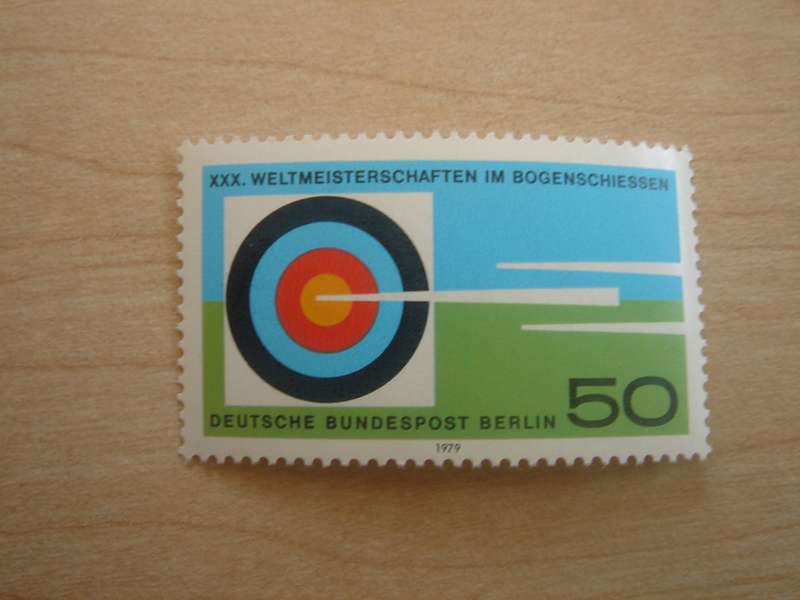 XXX. WELTMEISTERSCHAFTEN IM BOGENSCHIESSEN
DEUTSCHE BUNDESPOST BERLIN 50
1979